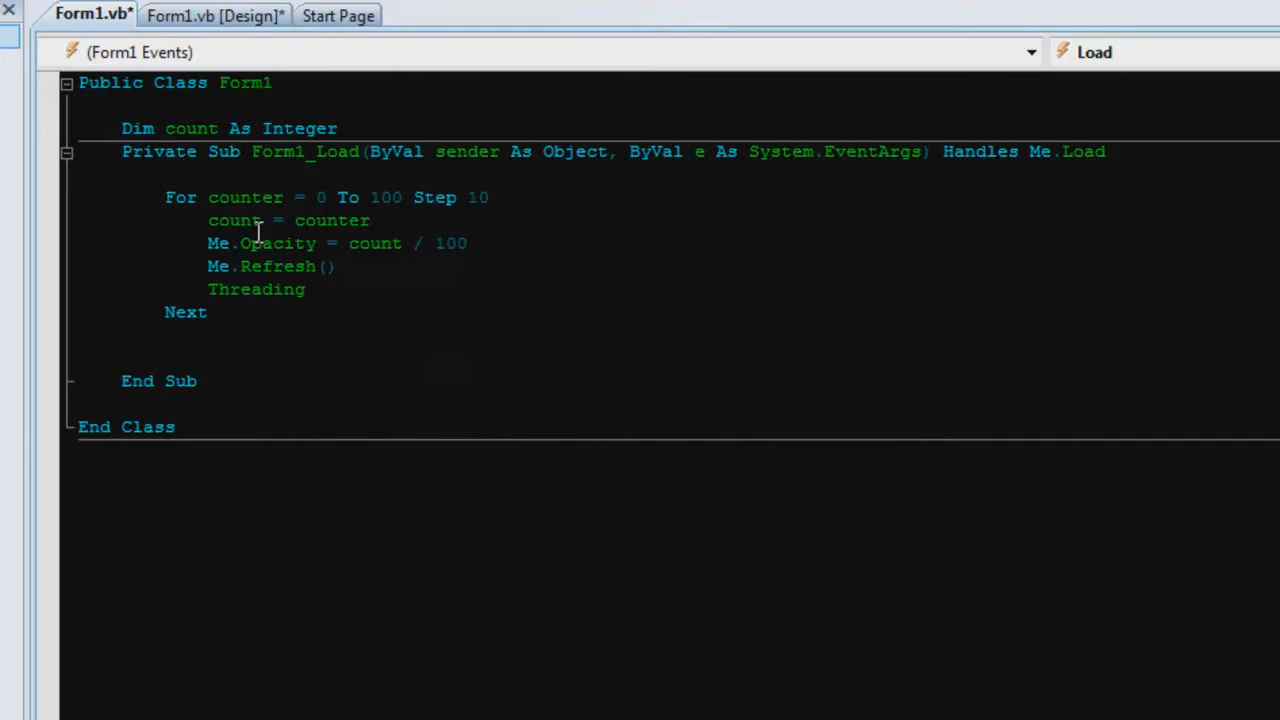 Form1.vb* Form1.vb [Design]* Start Page
(Form1 Events) Load
Public Class Form1
Dim count As Integer
Private Sub Form1_Load(ByVal sender As Object, ByVal e As System.EventArgs) Handles Me.Load
For counter = 0 To 100 Step 10
count = counter
Me.Opacity = count / 100
Me.Refresh()
Threading
Next
End Sub
End Class